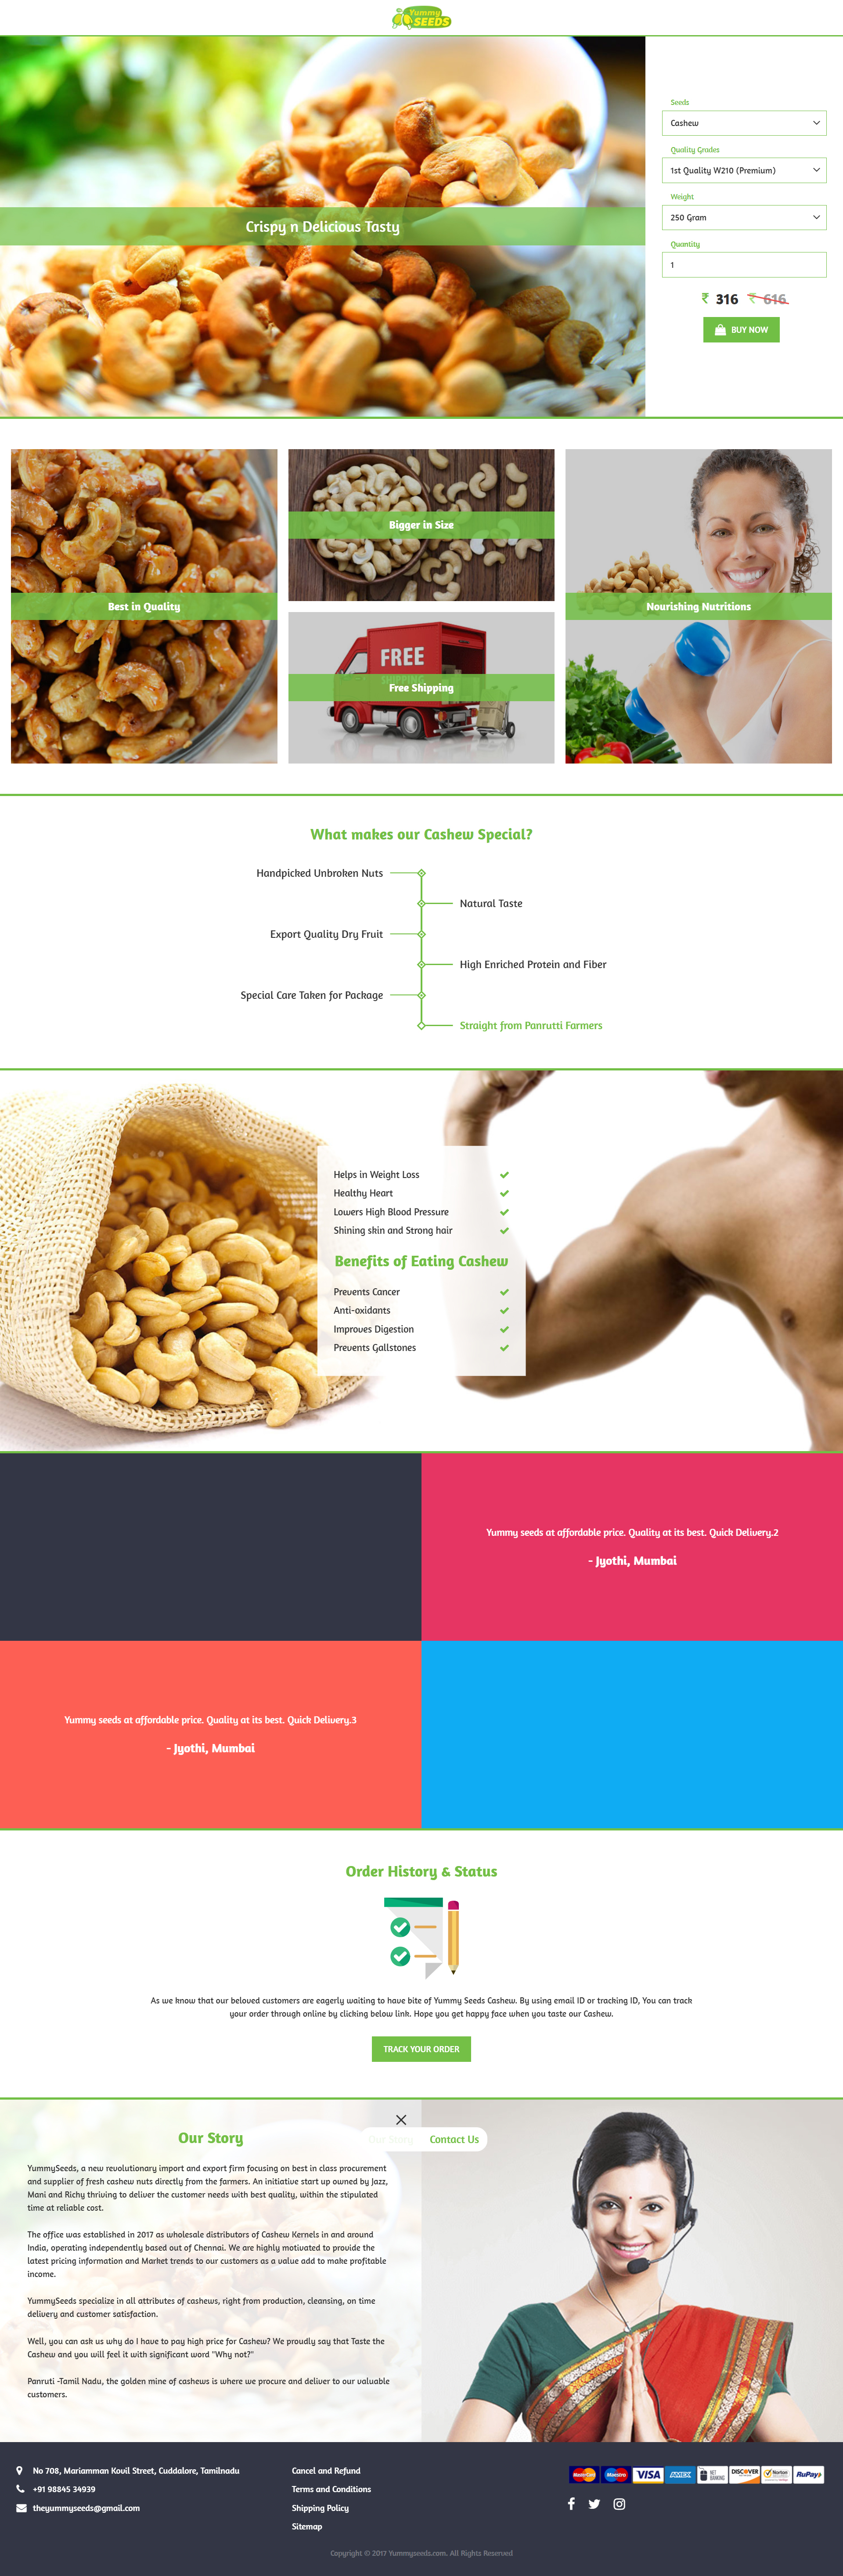 Yummy
SEEDS
Seeds
Cashew
Quality Grades
1st Quality W210 (Premium)
Weight
250 Gram
Quantity
1
Crispy n Delicious Tasty
₹ 316 ₹ 616
BUY NOW
Best in Quality
Bigger in Size
FREE
SHIPPING
Free Shipping
Nourishing Nutritions
What makes our Cashew Special?
Handpicked Unbroken Nuts
Natural Taste
Export Quality Dry Fruit
High Enriched Protein and Fiber
Special Care Taken for Package
Straight from Panrutti Farmers
Helps in Weight Loss
Healthy Heart
Lowers High Blood Pressure
Shining skin and Strong hair
Benefits of Eating Cashew
Prevents Cancer
Anti-oxidants
Improves Digestion
Prevents Gallstones
Yummy seeds at affordable price. Quality at its best. Quick Delivery.2
- Jyothi, Mumbai
Yummy seeds at affordable price. Quality at its best. Quick Delivery.3
- Jyothi, Mumbai
Order History & Status
As we know that our beloved customers are eagerly waiting to have bite of Yummy Seeds Cashew. By using email ID or tracking ID, You can track
your order through online by clicking below link. Hope you get happy face when you taste our Cashew.
TRACK YOUR ORDER
Our Story
Our Story Contact Us
YummySeeds, a new revolutionary import and export firm focusing on best in class procurement
and supplier of fresh cashew nuts directly from the farmers. An initiative start up owned by Jazz,
Mani and Richy thriving to deliver the customer needs with best quality, within the stipulated
time at reliable cost.
The office was established in 2017 as wholesale distributors of Cashew Kernels in and around
India, operating independently based out of Chennai. We are highly motivated to provide the
latest pricing information and Market trends to our customers as a value add to make profitable
income.
YummySeeds specialize in all attributes of cashews, right from production, cleansing, on time
delivery and customer satisfaction.
Well, you can ask us why do I have to pay high price for Cashew? We proudly say that Taste the
Cashew and you will feel it with significant word "Why not?"
Panruti -Tamil Nadu, the golden mine of cashews is where we procure and deliver to our valuable
customers.
No 708, Mariamman Kovil Street, Cuddalore, Tamilnadu
+91 98845 34939
theyummyseeds@gmail.com
Cancel and Refund
Terms and Conditions
Shipping Policy
Sitemap
MasterCard Maestro VISA AMEX NET BANKING DISCOVER Norton RuPay
Copyright © 2017 Yummyseeds.com. All Rights Reserved